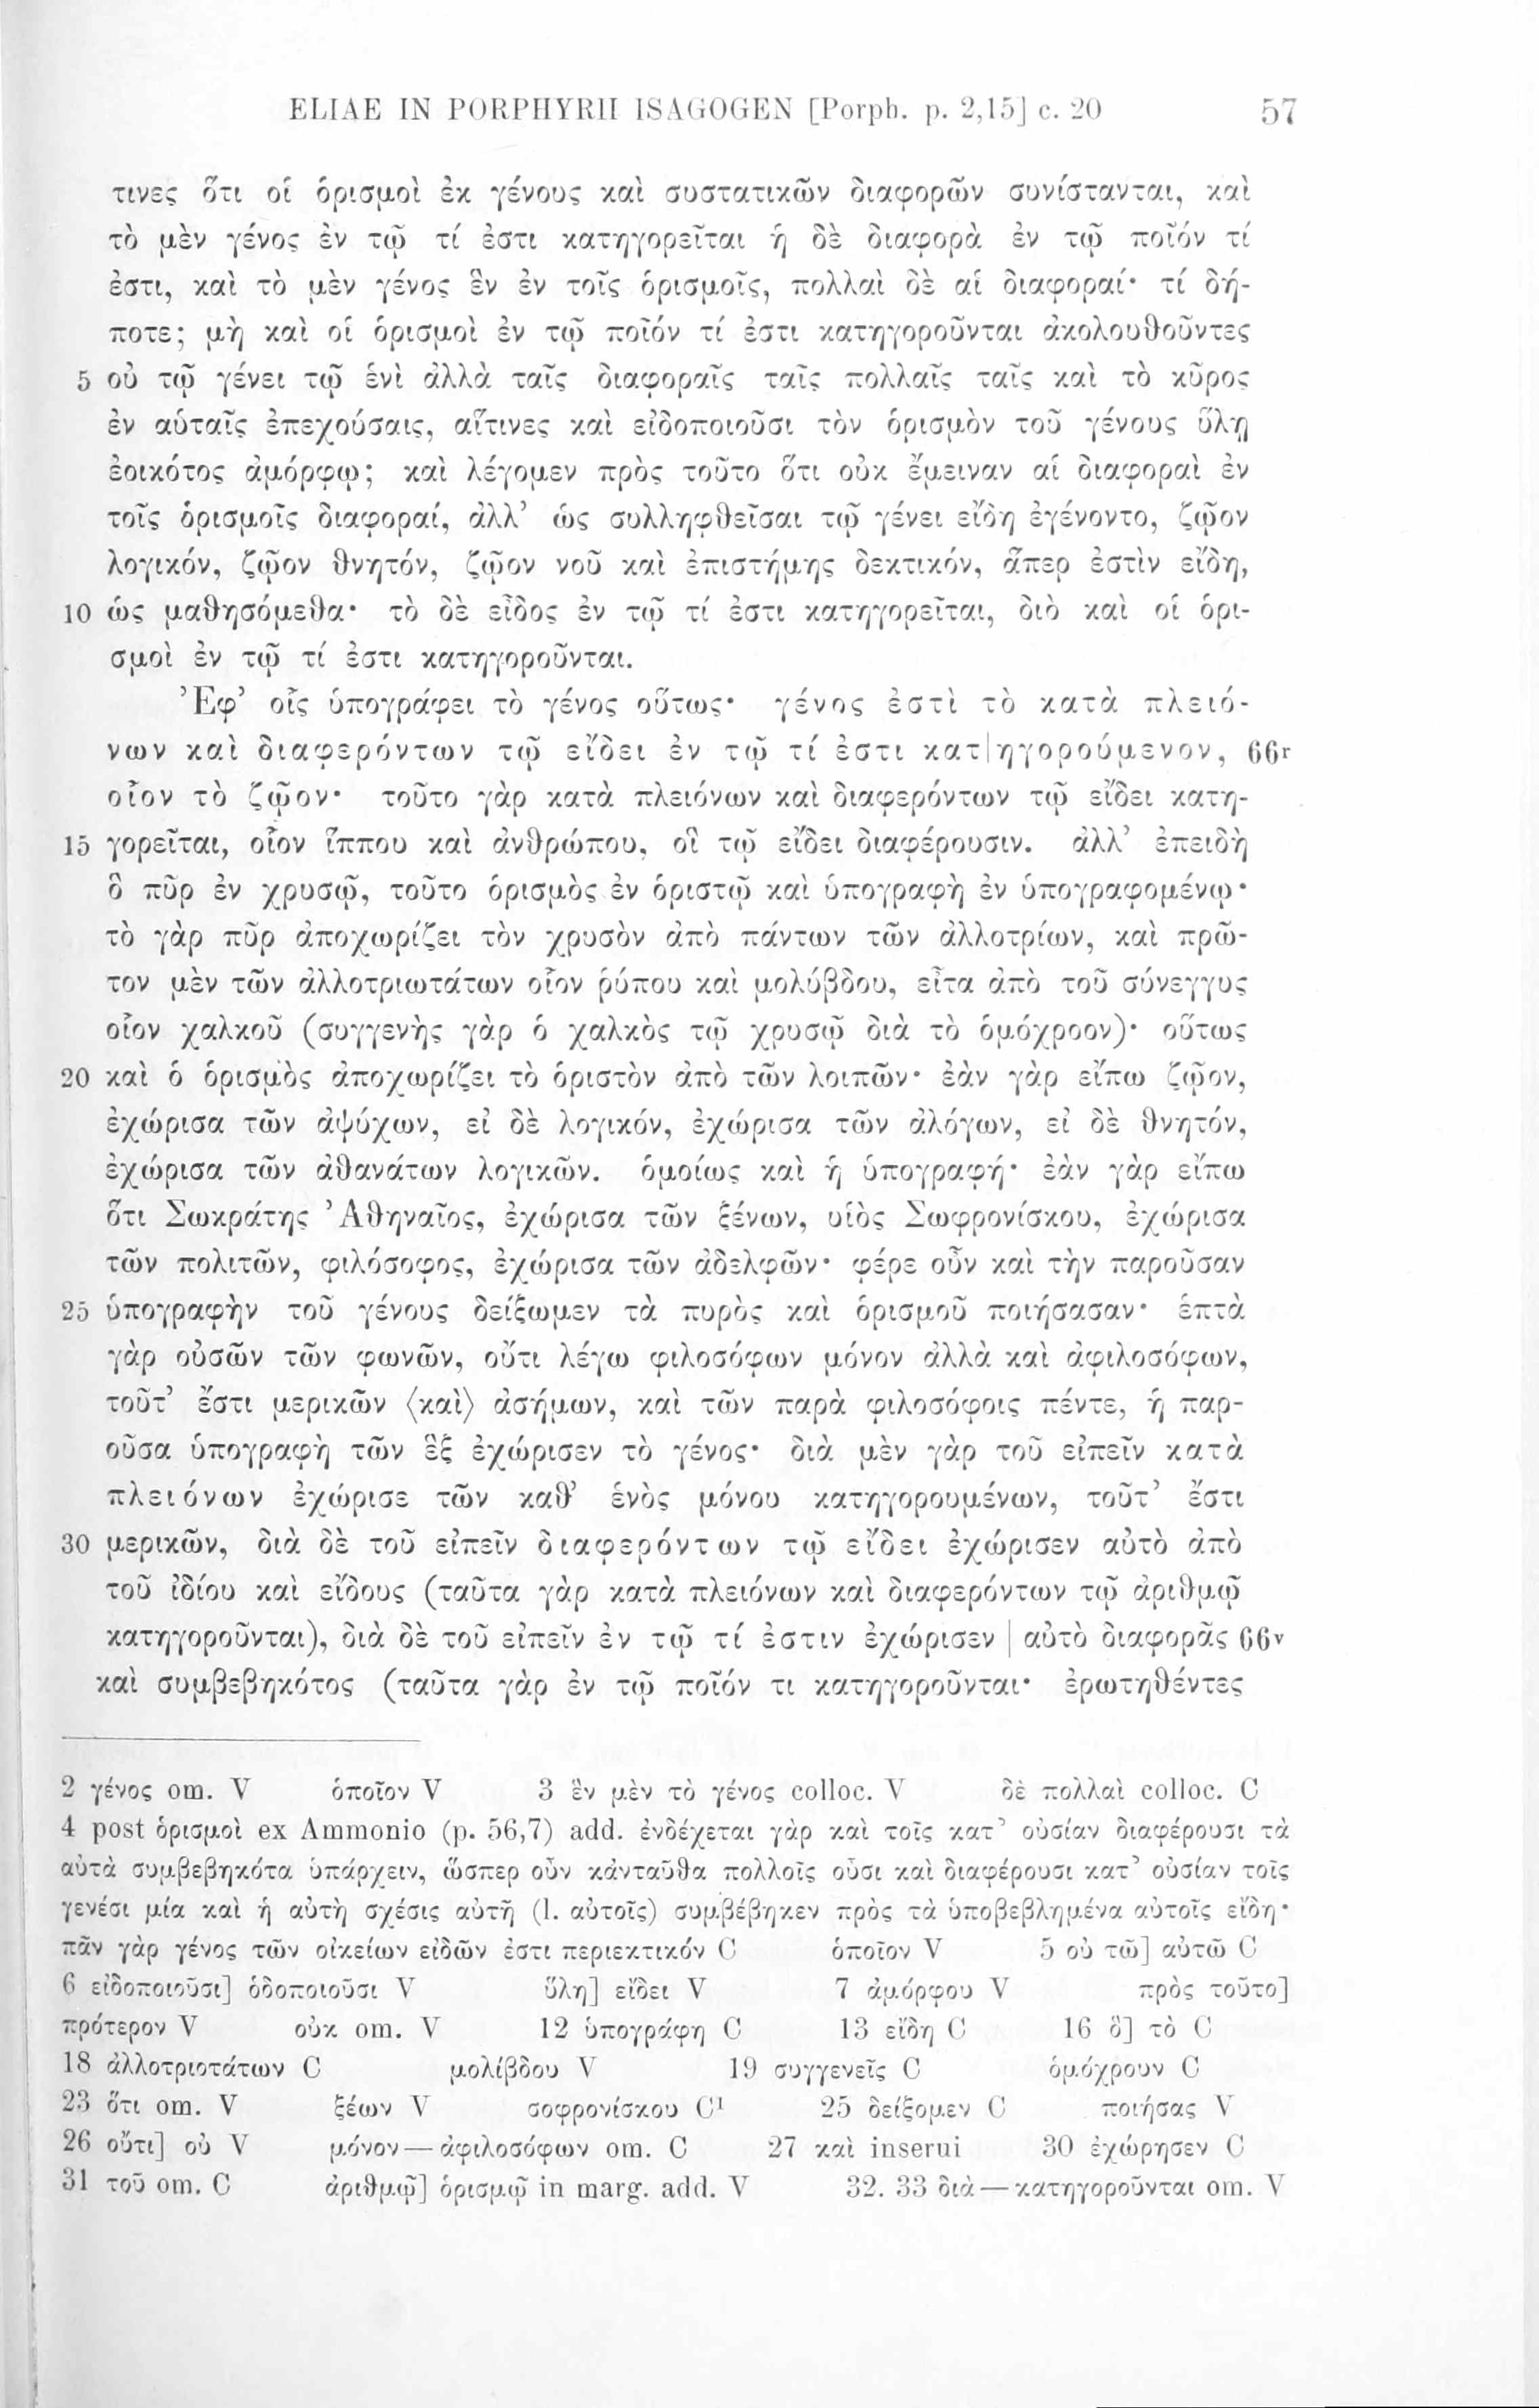 ELIAE IN PORPHYRII ISAGOGEN [Porph. p. 2,15] c. 20 57
τινες ὅτι οἱ ὁρισμοὶ ἐκ γένους καὶ συστατικῶν διαφορῶν συνίστανται, καὶ
τὸ μὲν γένος ἐν τῷ τί ἐστι κατηγορεῖται ἡ δὲ διαφορὰ ἐν τῷ ποῖόν τί
ἐστι, καὶ τὸ μὲν γένος ἓν ἐν τοῖς ὁρισμοῖς, πολλαὶ δὲ αἱ διαφοραί· τί δή-
ποτε; μὴ καὶ οἱ ὁρισμοὶ ἐν τῷ ποῖόν τί ἐστι κατηγοροῦνται ἀκολουθοῦντες
5 οὐ τῷ γένει τῷ ἑνὶ ἀλλὰ ταῖς διαφοραῖς ταῖς πολλαῖς ταῖς καὶ τὸ κῦρος
ἐν αὑταῖς ἐπεχούσαις, αἵτινες καὶ εἰδοποιοῦσι τὸν ὁρισμὸν τοῦ γένους ὕλῃ
ἐοικότος ἀμόρφῳ; καὶ λέγομεν πρὸς τοῦτο ὅτι οὐκ ἔμειναν αἱ διαφοραὶ ἐν
τοῖς ὁρισμοῖς διαφοραί, ἀλλ’ ὡς συλληφθεῖσαι τῷ γένει εἴδη ἐγένοντο, ζῷον
λογικόν, ζῷον θνητόν, ζῷον νοῦ καὶ ἐπιστήμης δεκτικόν, ἅπερ ἐστὶν εἴδη,
10 ὡς μαθησόμεθα· τὸ δὲ εἶδος ἐν τῷ τί ἐστι κατηγορεῖται, διὸ καὶ οἱ ὁρι-
σμοὶ ἐν τῷ τί ἐστι κατηγοροῦνται.
Ἐφ’ οἷς ὑπογράφει τὸ γένος οὕτως· γένος ἐστὶ τὸ κατὰ πλειό-
νων καὶ διαφερόντων τῷ εἴδει ἐν τῷ τί ἐστι κατ|ηγορούμενον, 66r
οἷον τὸ ζῷον· τοῦτο γὰρ κατὰ πλειόνων καὶ διαφερόντων τῷ εἴδει κατη-
15 γορεῖται, οἷον ἵππου καὶ ἀνθρώπου, οἳ τῷ εἴδει διαφέρουσιν. ἀλλ’ ἐπειδὴ
ὃ πῦρ ἐν χρυσῷ, τοῦτο ὁρισμὸς ἐν ὁριστῷ καὶ ὑπογραφὴ ἐν ὑπογραφομένῳ·
τὸ γὰρ πῦρ ἀποχωρίζει τὸν χρυσὸν ἀπὸ πάντων τῶν ἀλλοτρίων, καὶ πρῶ-
τον μὲν τῶν ἀλλοτριωτάτων οἷον ῥύπου καὶ μολύβδου, εἶτα ἀπὸ τοῦ σύνεγγυς
οἷον χαλκοῦ (συγγενὴς γὰρ ὁ χαλκὸς τῷ χρυσῷ διὰ τὸ ὁμόχροον)· οὕτως
20 καὶ ὁ ὁρισμὸς ἀποχωρίζει τὸ ὁριστὸν ἀπὸ τῶν λοιπῶν· ἐὰν γὰρ εἴπω ζῷον,
ἐχώρισα τῶν ἀψύχων, εἰ δὲ λογικόν, ἐχώρισα τῶν ἀλόγων, εἰ δὲ θνητόν,
ἐχώρισα τῶν ἀθανάτων λογικῶν. ὁμοίως καὶ ἡ ὑπογραφή· ἐὰν γὰρ εἴπω
ὅτι Σωκράτης Ἀθηναῖος, ἐχώρισα τῶν ξένων, υἱὸς Σωφρονίσκου, ἐχώρισα
τῶν πολιτῶν, φιλόσοφος, ἐχώρισα τῶν ἀδελφῶν· φέρε οὖν καὶ τὴν παροῦσαν
25 ὑπογραφὴν τοῦ γένους δείξωμεν τὰ πυρὸς καὶ ὁρισμοῦ ποιήσασαν· ἑπτὰ
γὰρ οὐσῶν τῶν φωνῶν, οὔτι λέγω φιλοσόφων μόνον ἀλλὰ καὶ ἀφιλοσόφων,
τοῦτ’ ἔστι μερικῶν ⟨καὶ⟩ ἀσήμων, καὶ τῶν παρὰ φιλοσόφοις πέντε, ἡ παρ-
οῦσα ὑπογραφὴ τῶν ἓξ ἐχώρισεν τὸ γένος· διὰ μὲν γὰρ τοῦ εἰπεῖν κατὰ
πλειόνων ἐχώρισε τῶν καθ’ ἑνὸς μόνου κατηγορουμένων, τοῦτ’ ἔστι
30 μερικῶν, διὰ δὲ τοῦ εἰπεῖν διαφερόντων τῷ εἴδει ἐχώρισεν αὐτὸ ἀπὸ
τοῦ ἰδίου καὶ εἴδους (ταῦτα γὰρ κατὰ πλειόνων καὶ διαφερόντων τῷ ἀριθμῷ
κατηγοροῦνται), διὰ δὲ τοῦ εἰπεῖν ἐν τῷ τί ἐστιν ἐχώρισεν | αὐτὸ διαφορᾶς 66v
καὶ συμβεβηκότος (ταῦτα γὰρ ἐν τῷ ποῖόν τι κατηγοροῦνται· ἐρωτηθέντες
2 γένος om. V ὁποῖον V 3 ἓν μὲν τὸ γένος colloc. V δὲ πολλαὶ colloc. C
4 post ὁρισμοὶ ex Ammonio (p. 56,7) add. ἐνδέχεται γὰρ καὶ τοῖς κατ’ οὐσίαν διαφέρουσι τὰ
αὐτὰ συμβεβηκότα ὑπάρχειν, ὥσπερ οὖν κἀνταῦθα πολλοῖς οὖσι καὶ διαφέρουσι κατ’ οὐσίαν τοῖς
γενέσι μία καὶ ἡ αὐτὴ σχέσις αὐτῆ (l. αὐτοῖς) συμβέβηκεν πρὸς τὰ ὑποβεβλημένα αὐτοῖς εἴδη·
πᾶν γὰρ γένος τῶν οἰκείων εἰδῶν ἐστι περιεκτικόν C ὁποῖον V 5 οὐ τῶ] αὐτῶ C
6 εἰδοποιοῦσι] ὁδοποιοῦσι V ὕλη] εἴδει V 7 ἀμόρφου V πρὸς τοῦτο]
πρότερον V οὐκ om. V 12 ὑπογράφη C 13 εἴδη C 16 ὃ] τὸ C
18 ἀλλοτριοτάτων C μολίβδου V 19 συγγενεῖς C ὁμόχρουν C
23 ὅτι om. V ξέων V σοφρονίσκου C¹ 25 δείξομεν C ποιήσας V
26 οὔτι] οὐ V μόνον—ἀφιλοσόφων om. C 27 καὶ inserui 30 ἐχώρησεν C
31 τοῦ om. C ἀριθμῷ] ὁρισμῷ in marg. add. V 32. 33 διὰ—κατηγοροῦνται om. V